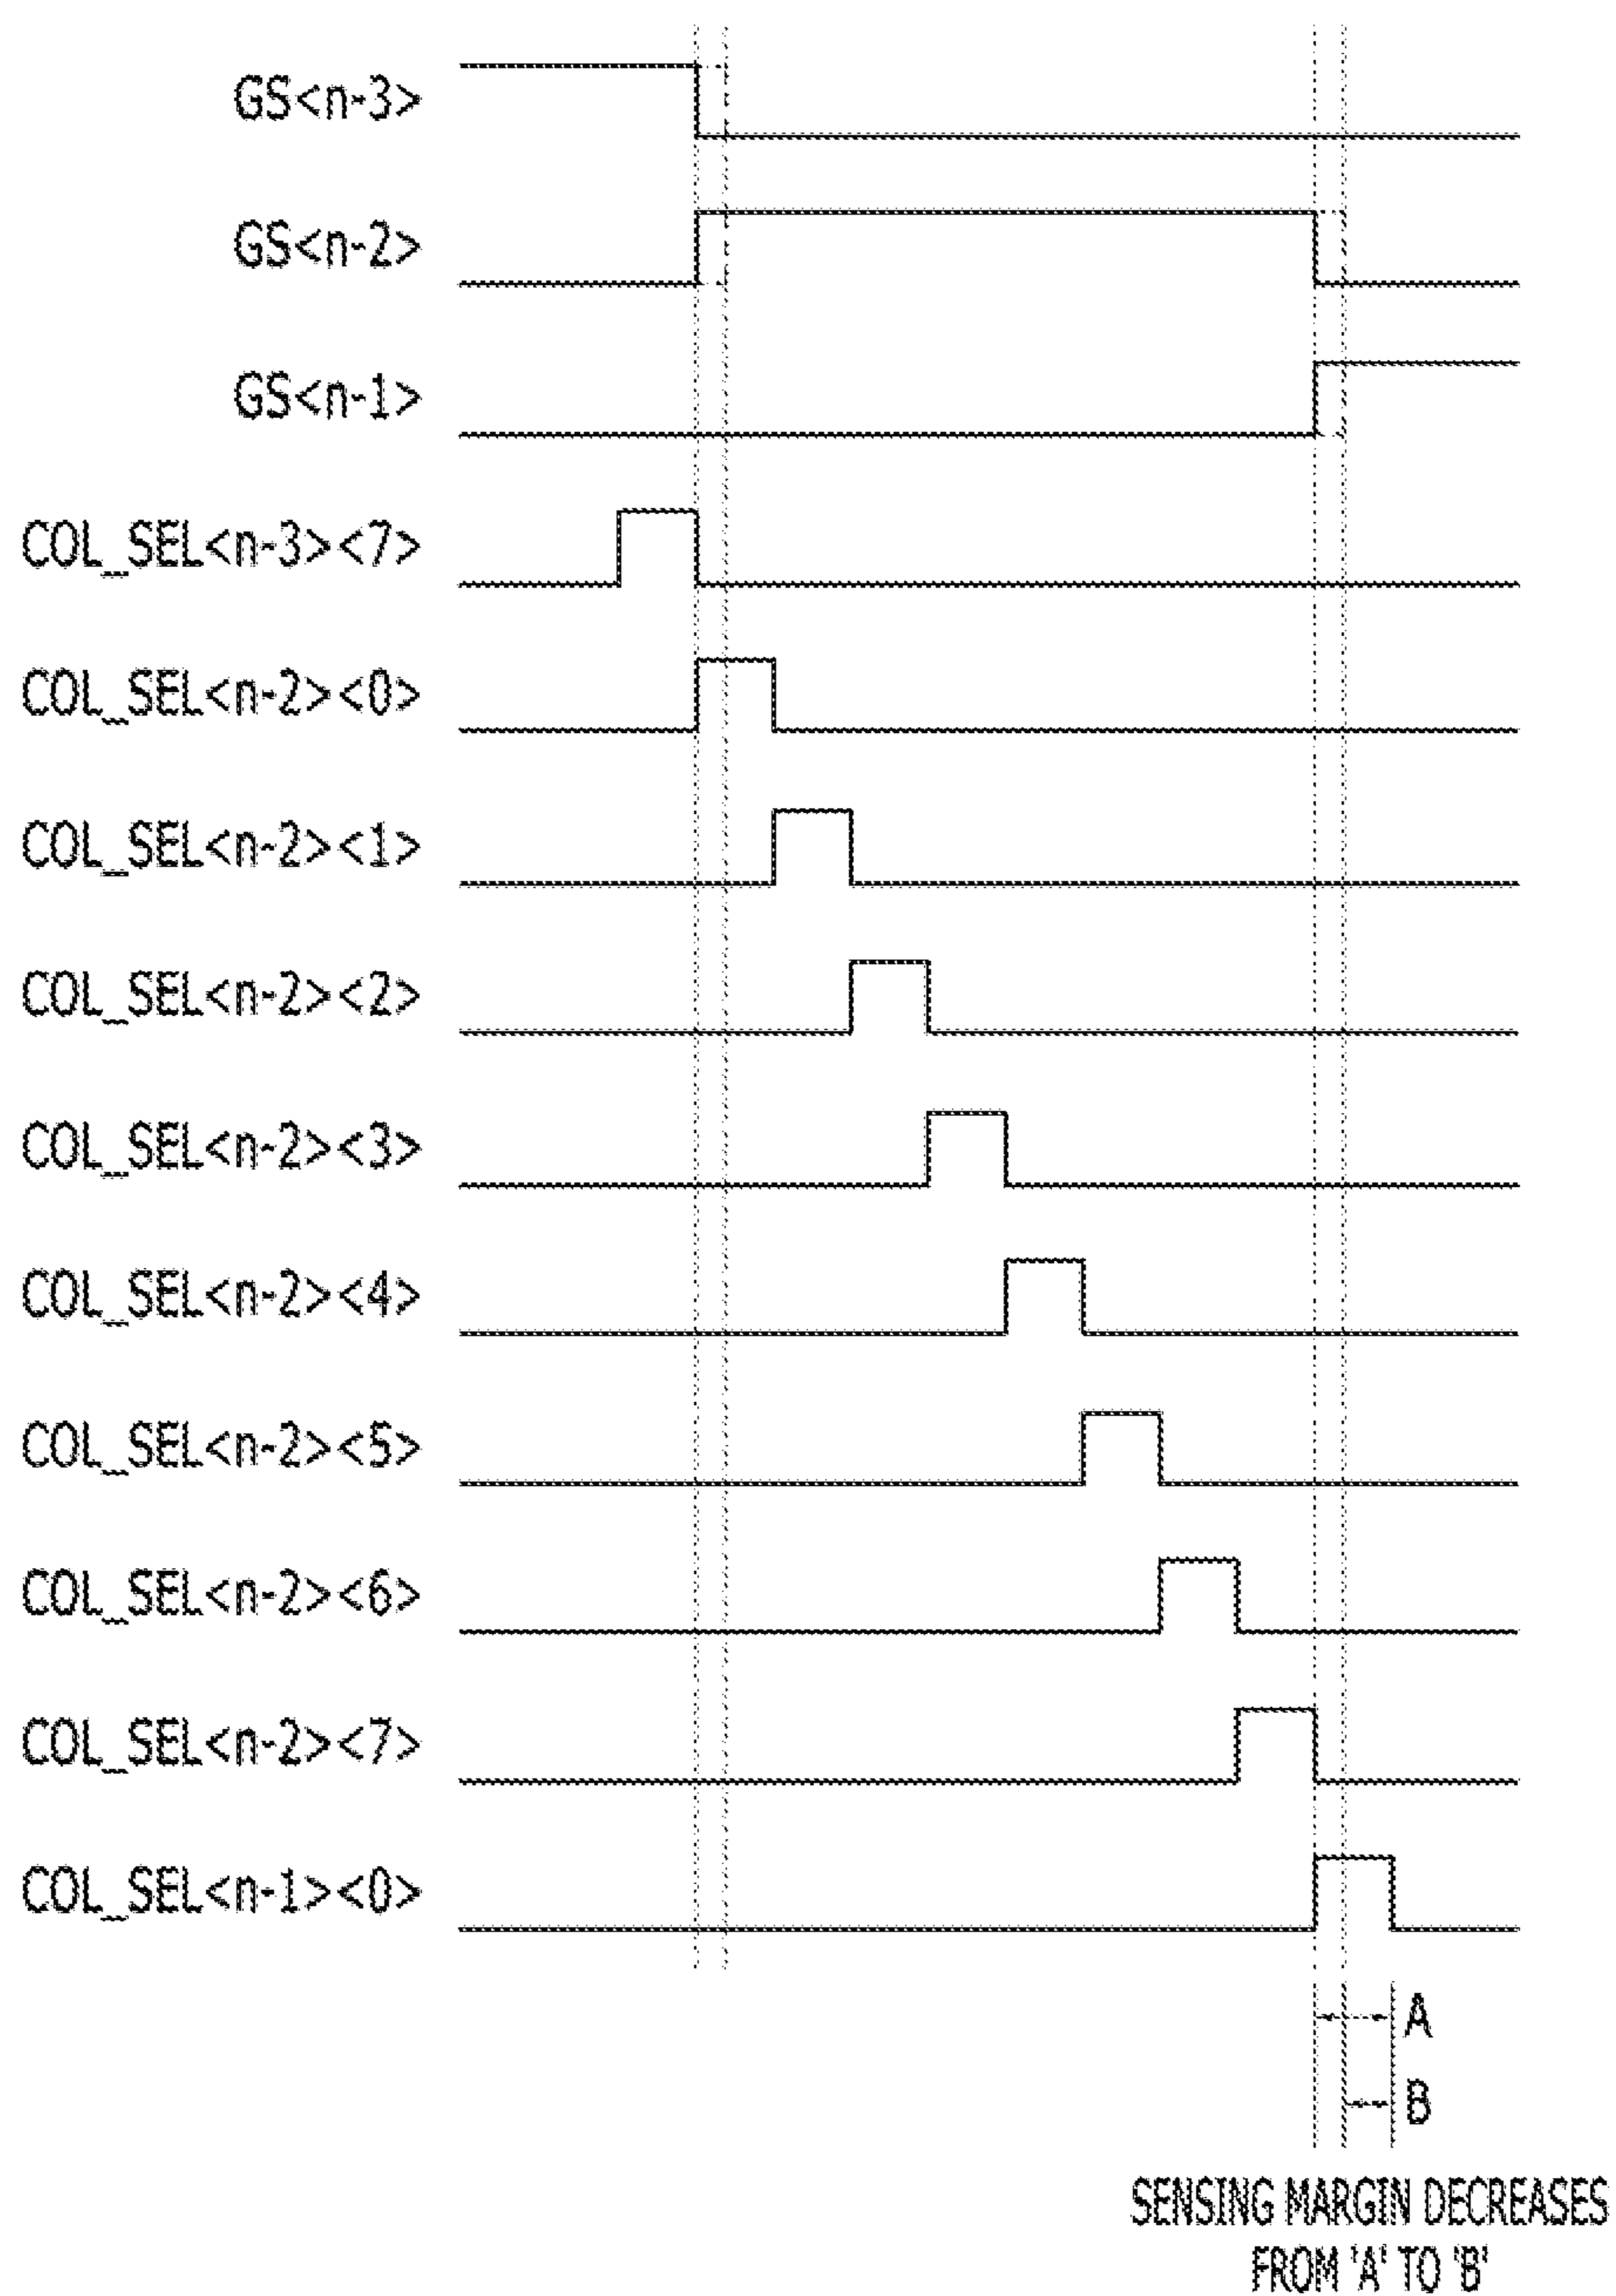 GS<n-3>
GS<n-2>
GS<n-1>
COL_SEL<n-3><7>
COL_SEL<n-2><0>
COL_SEL<n-2><1>
COL_SEL<n-2><2>
COL_SEL<n-2><3>
COL_SEL<n-2><4>
COL_SEL<n-2><5>
COL_SEL<n-2><6>
COL_SEL<n-2><7>
COL_SEL<n-1><0>
A
B
SENSING MARGIN DECREASES
FROM 'A' TO 'B'